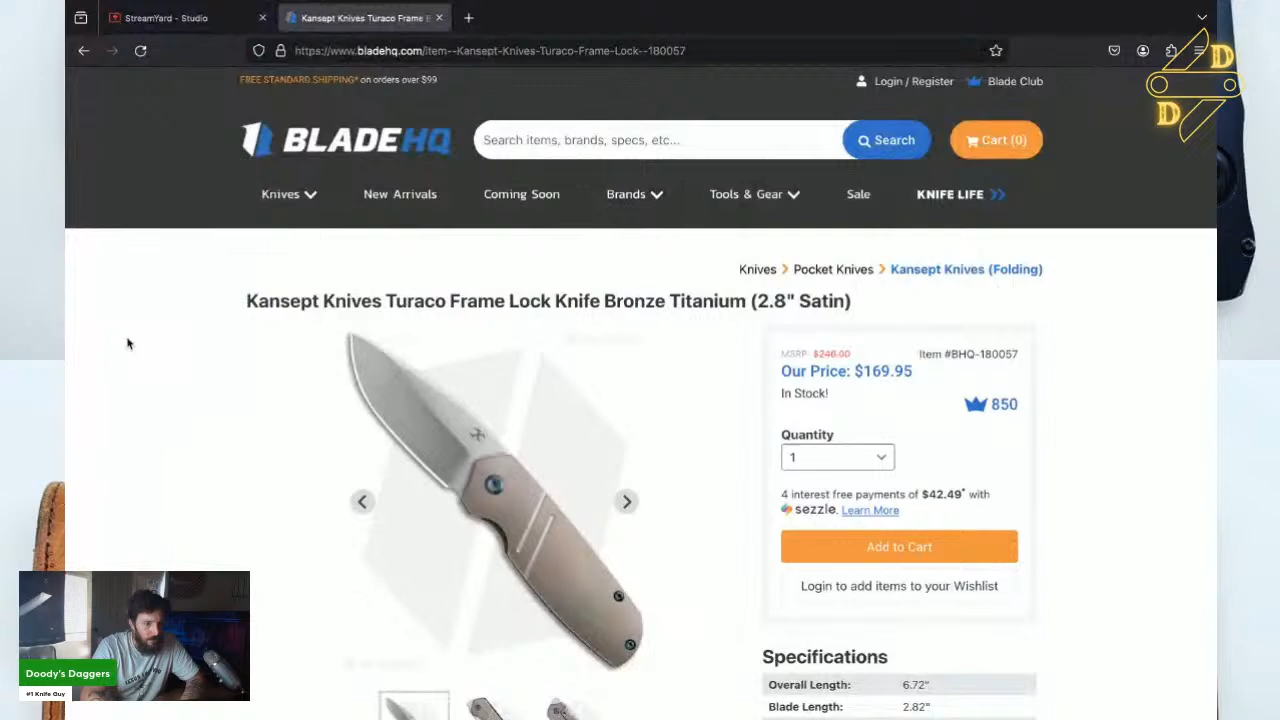 StreamYard - Studio
Kansept Knives Turaco Frame
https://www.bladehq.com/item--Kansept-Knives-Turaco-Frame-Lock--180057
D
D
FREE STANDARD SHIPPING* on orders over $99
Login / Register
Blade Club
BLADEHQ
Search items, brands, specs, etc...
Search
Cart (0)
Knives
New Arrivals
Coming Soon
Brands
Tools & Gear
Sale
KNIFE LIFE
Knives
Pocket Knives
Kansept Knives (Folding)
Kansept Knives Turaco Frame Lock Knife Bronze Titanium (2.8" Satin)
MSRP: $246.00
Item #BHQ-180057
Our Price: $169.95
In Stock!
850
Quantity
1
4 interest free payments of $42.49* with
sezzle. Learn More
Add to Cart
Login to add items to your Wishlist
Specifications
Overall Length: 6.72"
Blade Length: 2.82"
Doody's Daggers
#1 Knife Guy